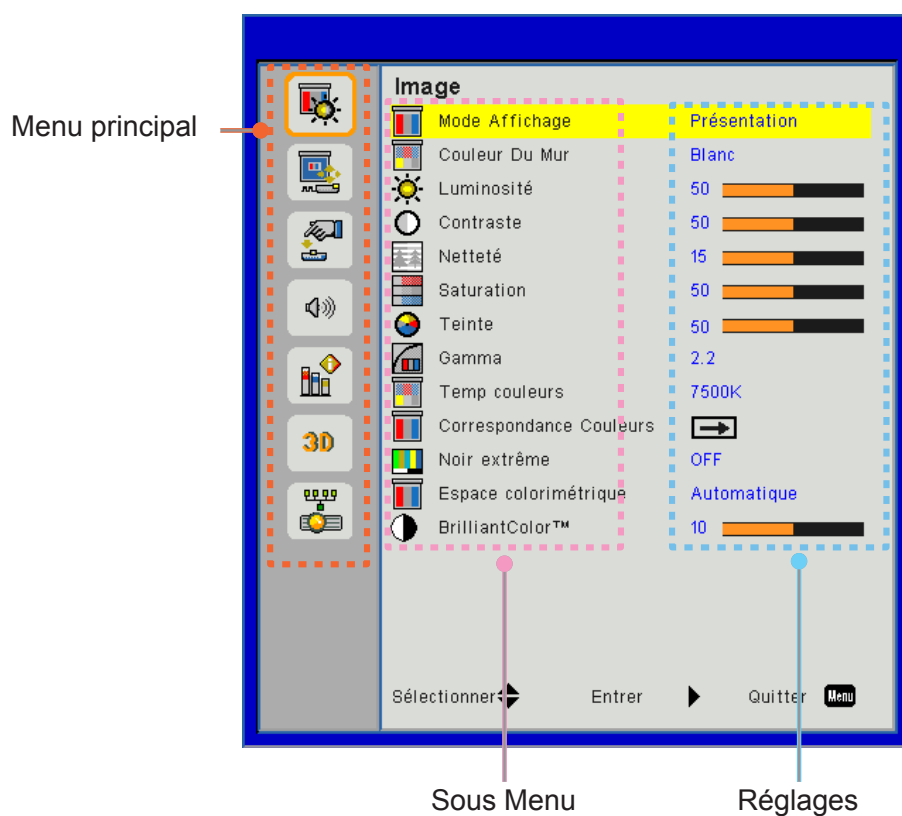 Menu principal
Image
Mode Affichage Présentation
Couleur Du Mur Blanc
Luminosité 50
Contraste 50
Netteté 15
Saturation 50
Teinte 50
Gamma 2.2
Temp couleurs 7500K
Correspondance Couleurs
3D
Noir extrême OFF
Espace colorimétrique Automatique
BrilliantColor™ 10
Sélectionner Entrer Quitter Menu
Sous Menu Réglages